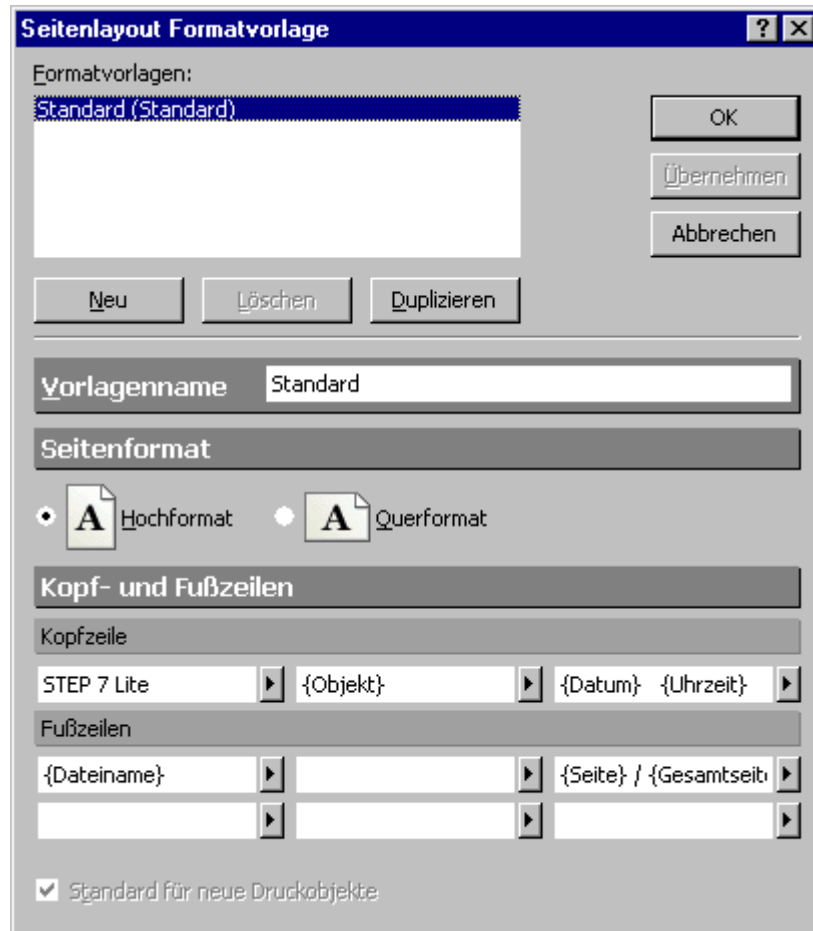 Seitenlayout Formatvorlage
Formatvorlagen:
Standard (Standard)
OK
Übernehmen
Abbrechen
Neu Löschen Duplizieren
Vorlagenname Standard
Seitenformat
A Hochformat A Querformat
Kopf- und Fußzeilen
Kopfzeile
STEP 7 Lite {Objekt} {Datum} {Uhrzeit}
Fußzeilen
{Dateiname} {Seite} / {Gesamtseit
Standard für neue Druckobjekte